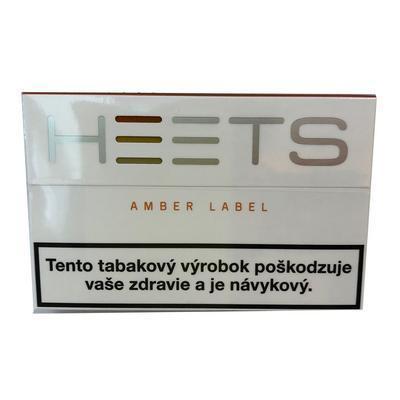 HEETS
AMBER LABEL
Tento tabakový výrobok poškodzuje
vaše zdravie a je návykový.